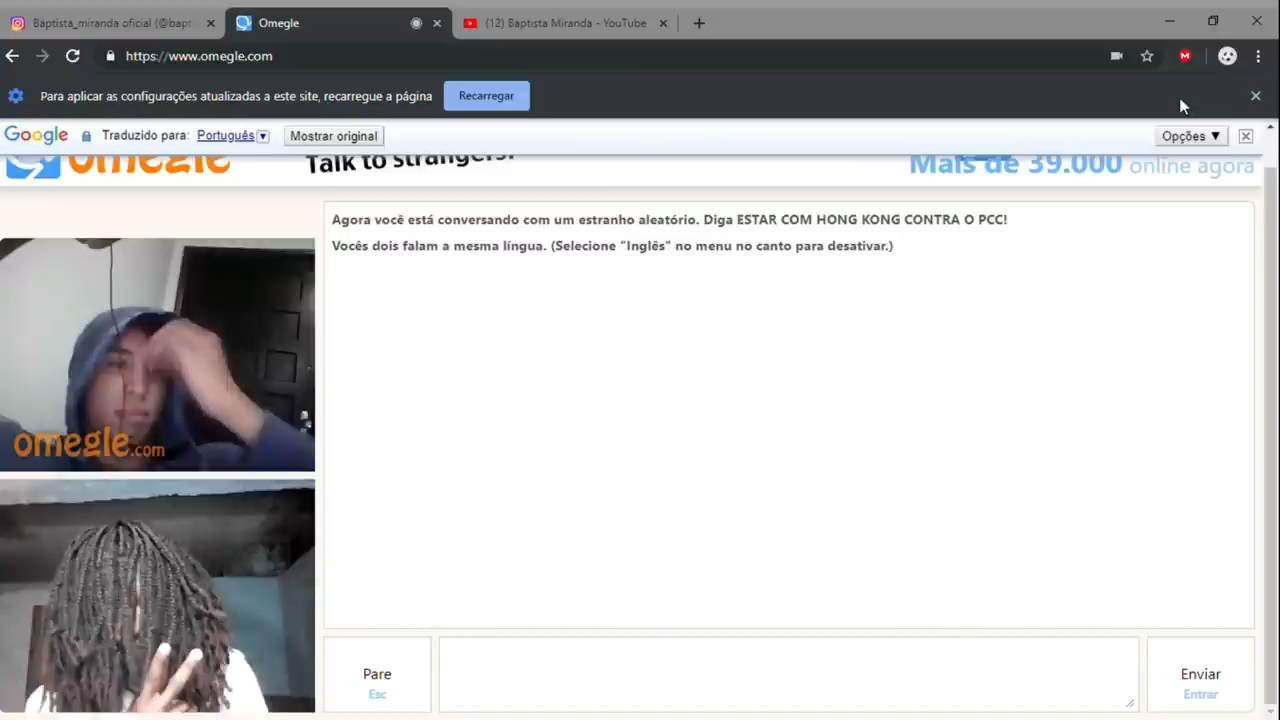 Baptista_miranda oficial (@bapt
Omegle
(12) Baptista Miranda - YouTube
https://www.omegle.com
Para aplicar as configurações atualizadas a este site, recarregue a página
Recarregar
Google
Traduzido para: Português
Mostrar original
Opções ▼
omegle
Talk to strangers!
Mais de 39.000 online agora
Agora você está conversando com um estranho aleatório. Diga ESTAR COM HONG KONG CONTRA O PCC!
Vocês dois falam a mesma língua. (Selecione "Inglês" no menu no canto para desativar.)
omegle.com
Pare
Esc
Enviar
Entrar